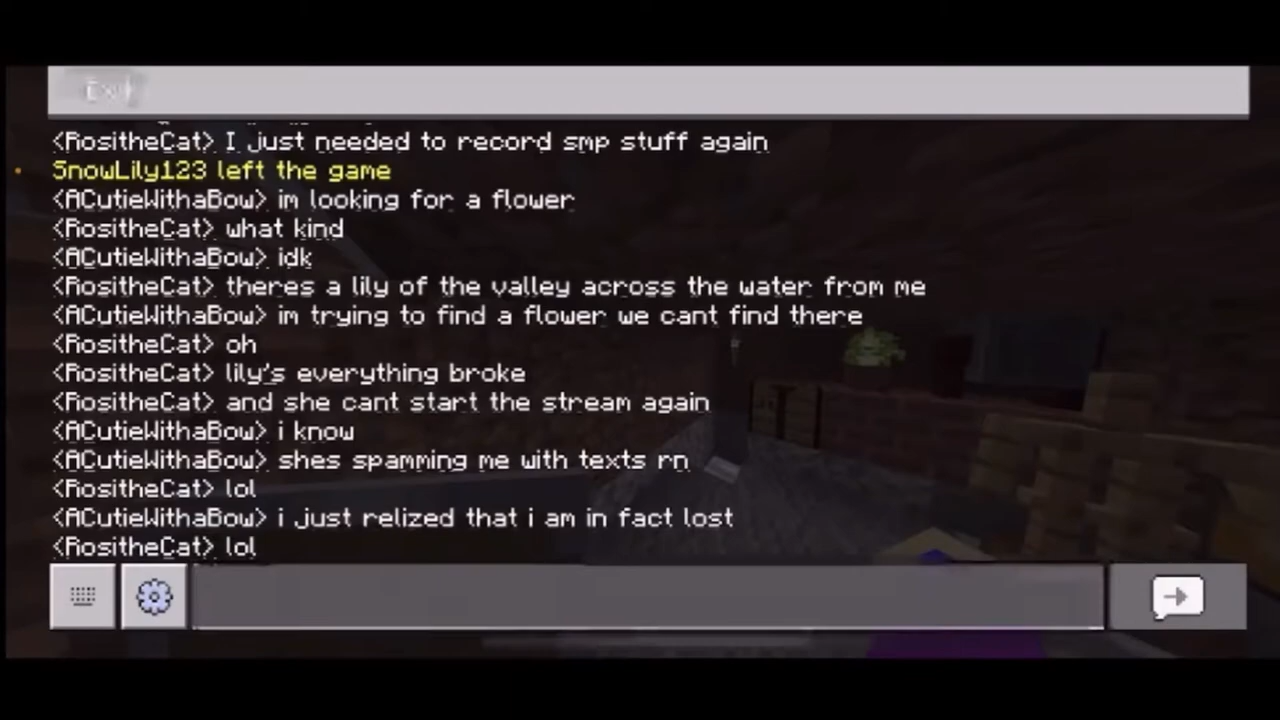 Exit
<RositheCat> I just needed to record smp stuff again
SnowLily123 left the game
<ACutieWithaBow> im looking for a flower
<RositheCat> what kind
<ACutieWithaBow> idk
<RositheCat> theres a lily of the valley across the water from me
<ACutieWithaBow> im trying to find a flower we cant find there
<RositheCat> oh
<RositheCat> lily's everything broke
<RositheCat> and she cant start the stream again
<ACutieWithaBow> i know
<ACutieWithaBow> shes spamming me with texts rn
<RositheCat> lol
<ACutieWithaBow> i just relized that i am in fact lost
<RositheCat> lol